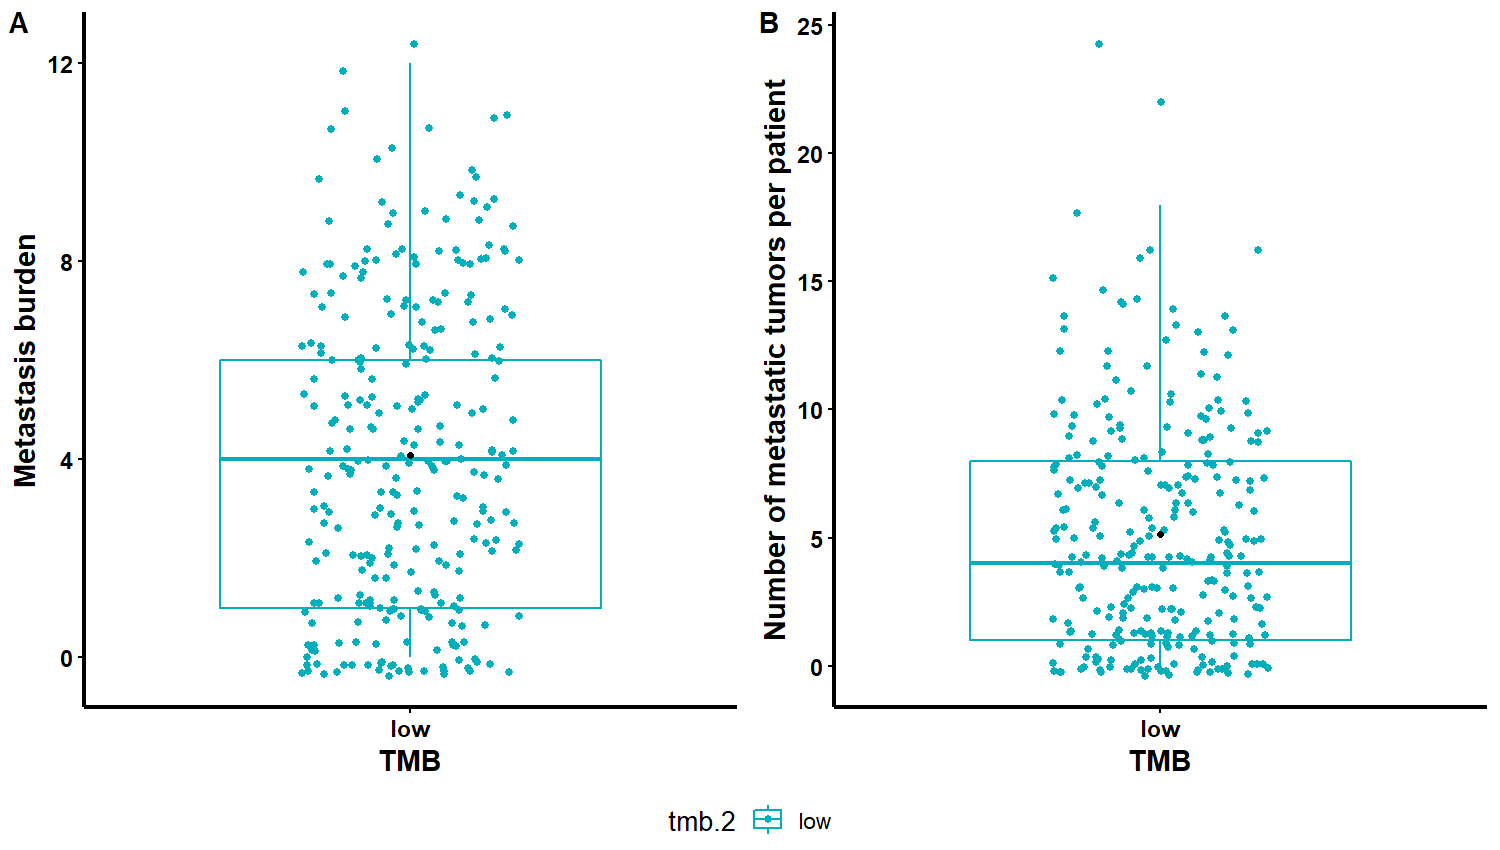 A
Metastasis burden
12
8
4
0
low
TMB
B
Number of metastatic tumors per patient
25
20
15
10
5
0
low
TMB
tmb.2 low